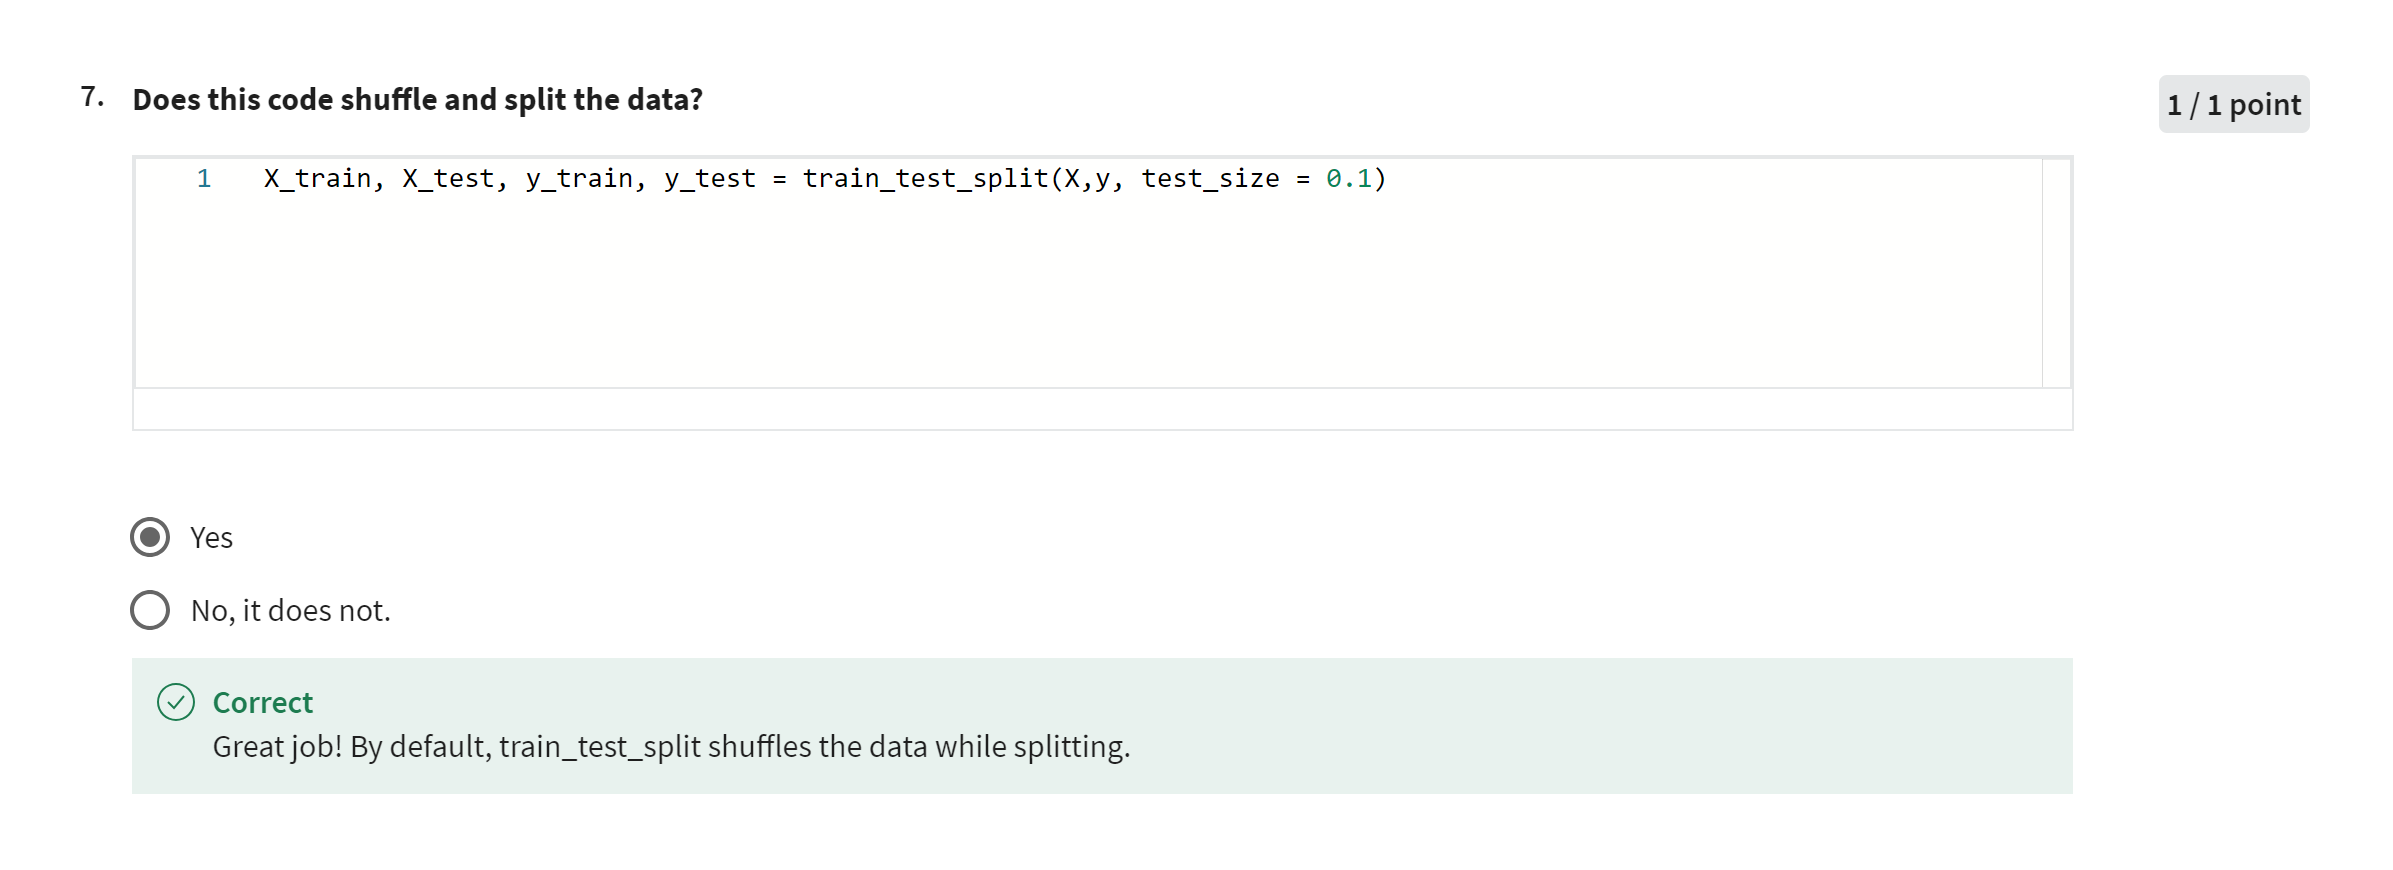 7. Does this code shuffle and split the data?
1 / 1 point
1 X_train, X_test, y_train, y_test = train_test_split(X,y, test_size = 0.1)
Yes
No, it does not.
Correct
Great job! By default, train_test_split shuffles the data while splitting.